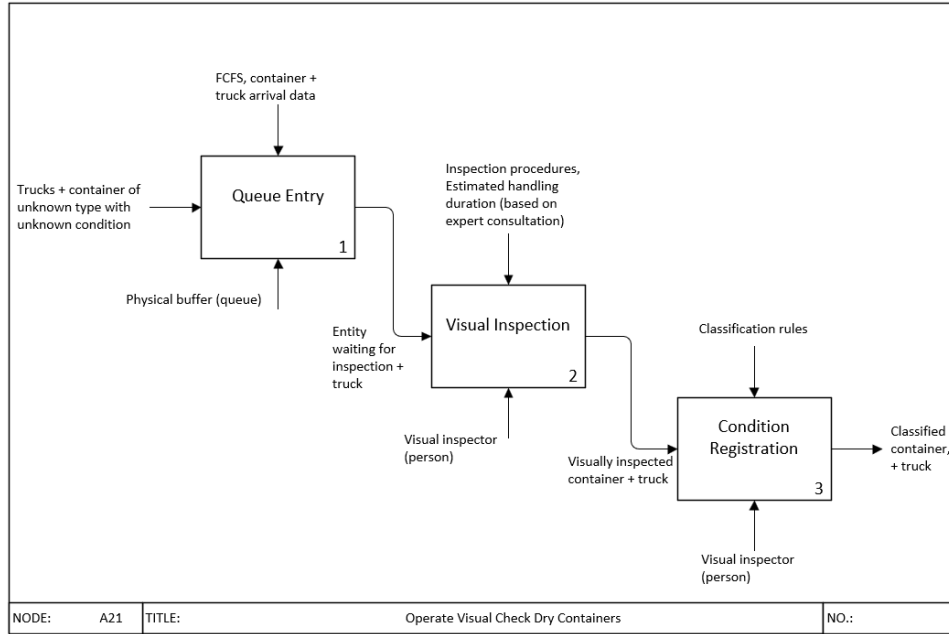 FCFS, container +
truck arrival data
Trucks + container of
unknown type with
unknown condition
Queue Entry
1
Physical buffer (queue)
Inspection procedures,
Estimated handling
duration (based on
expert consultation)
Entity
waiting for
inspection +
truck
Visual Inspection
2
Visual inspector
(person)
Classification rules
Visually inspected
container + truck
Condition
Registration
3
Classified
container,
+ truck
Visual inspector
(person)
NODE: A21 TITLE: Operate Visual Check Dry Containers NO.: